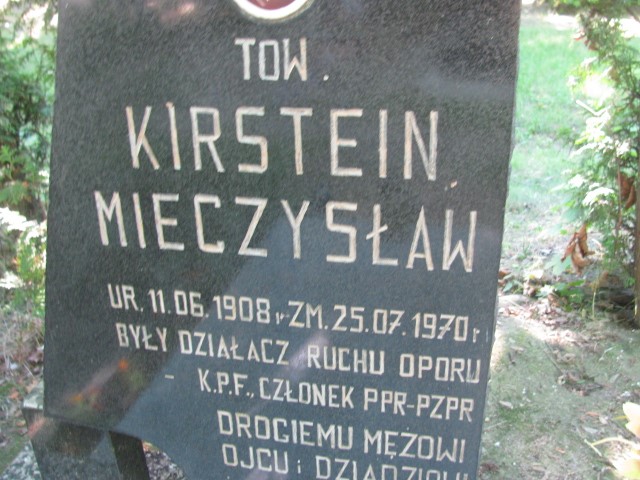 TOW.
KIRSTEIN
MIECZYSŁAW
UR. 11.06.1908 r. ZM. 25.07.1970 r
BYŁY DZIAŁACZ RUCHU OPORU
- K.P.F., CZŁONEK PPR-PZPR
DROGIEMU MĘŻOWI
OJCU i